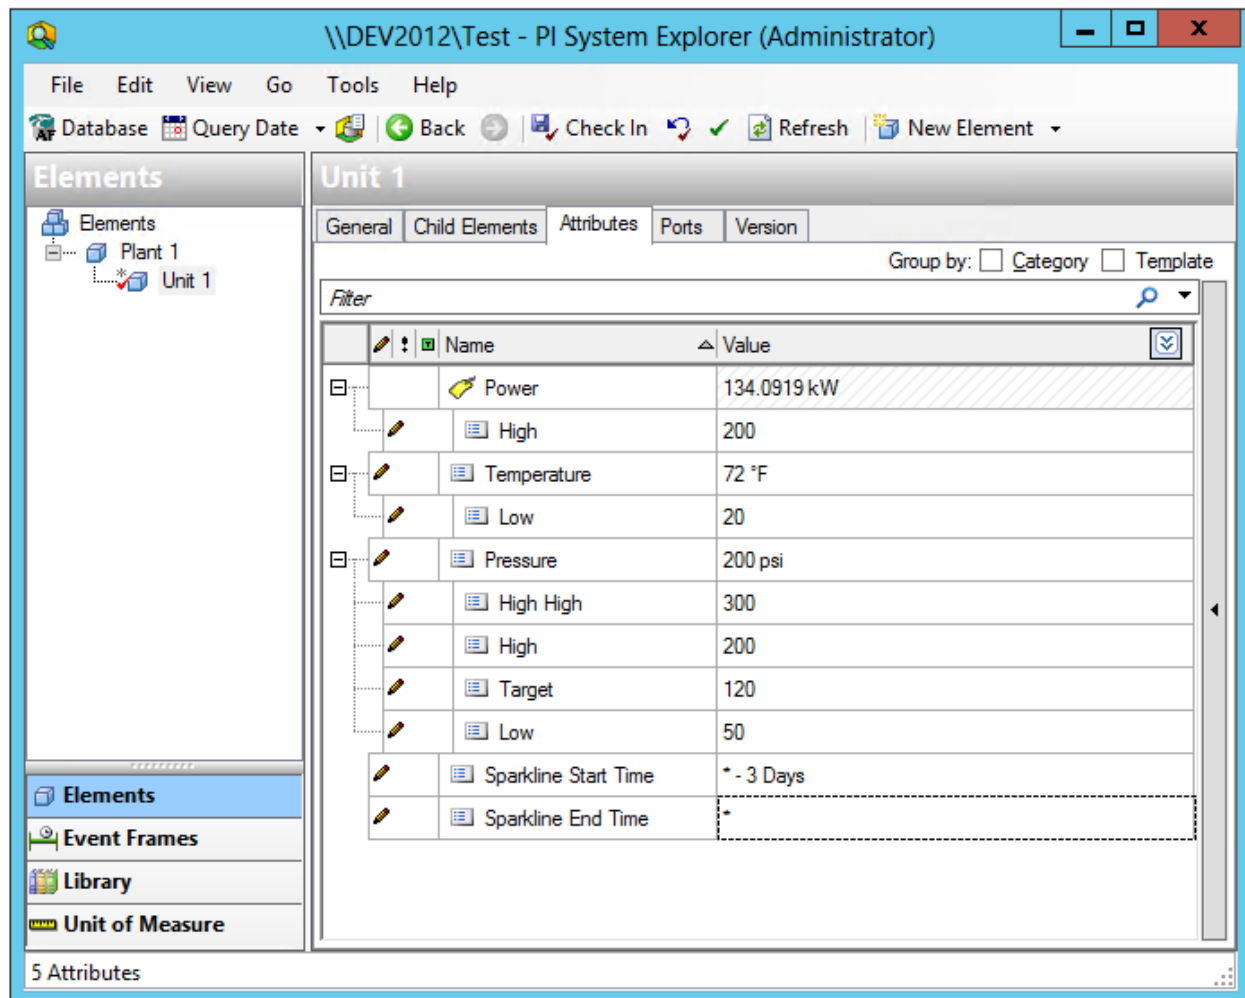 \\DEV2012\Test - PI System Explorer (Administrator)
File Edit View Go Tools Help
Database Query Date Back Check In Refresh New Element
Elements
Unit 1
Elements
Plant 1
Unit 1
General Child Elements Attributes Ports Version
Group by: Category Template
Filter
Name Value
Power 134.0919 kW
High 200
Temperature 72 °F
Low 20
Pressure 200 psi
High High 300
High 200
Target 120
Low 50
Sparkline Start Time * - 3 Days
Sparkline End Time *
Elements
Event Frames
Library
Unit of Measure
5 Attributes